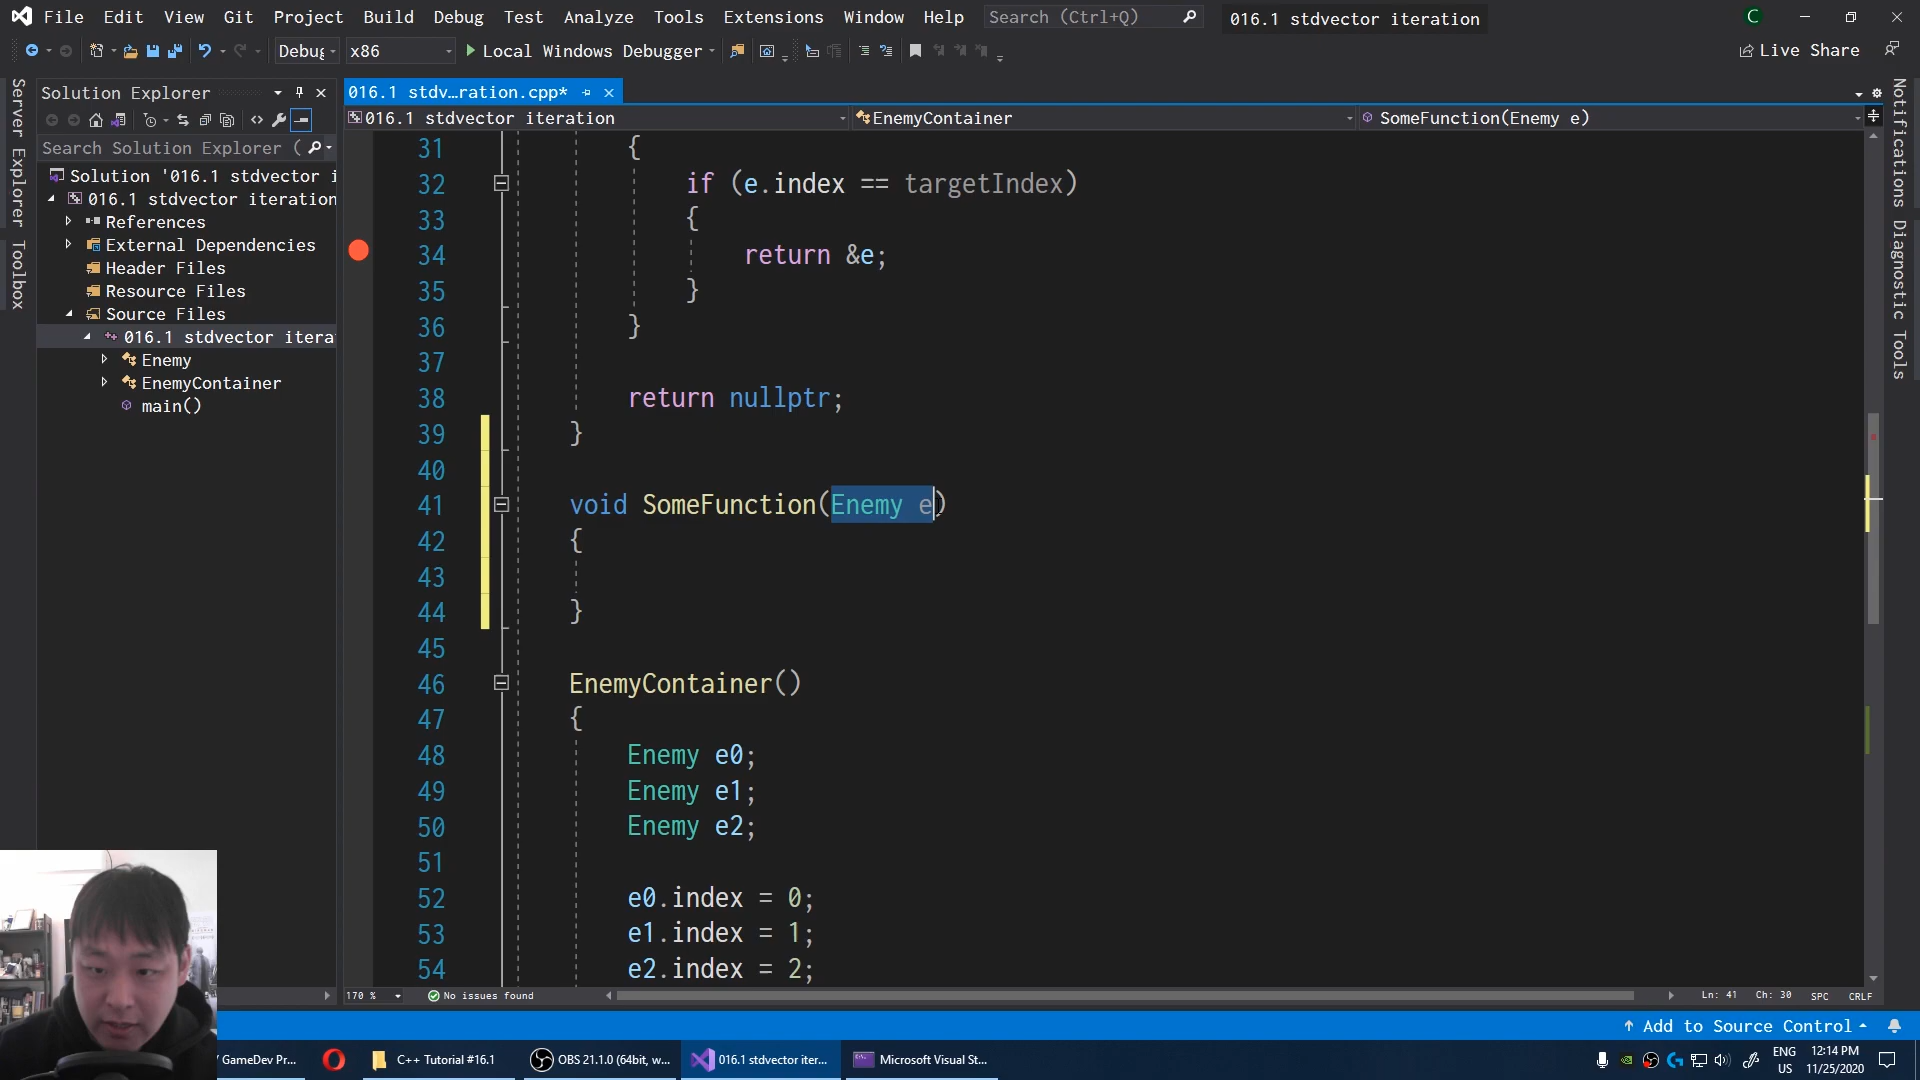 File Edit View Git Project Build Debug Test Analyze Tools Extensions Window Help Search (Ctrl+Q) 016.1 stdvector iteration C
Debug x86 Local Windows Debugger Live Share
Server Explorer
Toolbox
Solution Explorer
Search Solution Explorer (
Solution '016.1 stdvector i
016.1 stdvector iteration
References
External Dependencies
Header Files
Resource Files
Source Files
016.1 stdvector itera
Enemy
EnemyContainer
main()
016.1 stdv…ration.cpp*
016.1 stdvector iteration EnemyContainer SomeFunction(Enemy e)
31 {
32 if (e.index == targetIndex)
33 {
34 return &e;
35 }
36 }
37
38 return nullptr;
39 }
40
41 void SomeFunction(Enemy e)
42 {
43
44 }
45
46 EnemyContainer()
47 {
48 Enemy e0;
49 Enemy e1;
50 Enemy e2;
51
52 e0.index = 0;
53 e1.index = 1;
54 e2.index = 2;
170 % No issues found Ln: 41 Ch: 30 SPC CRLF
Notifications
Diagnostic Tools
Add to Source Control
GameDev Pr... C++ Tutorial #16.1 OBS 21.1.0 (64bit, w... 016.1 stdvector iter... Microsoft Visual St...
ENG
US
12:14 PM
11/25/2020